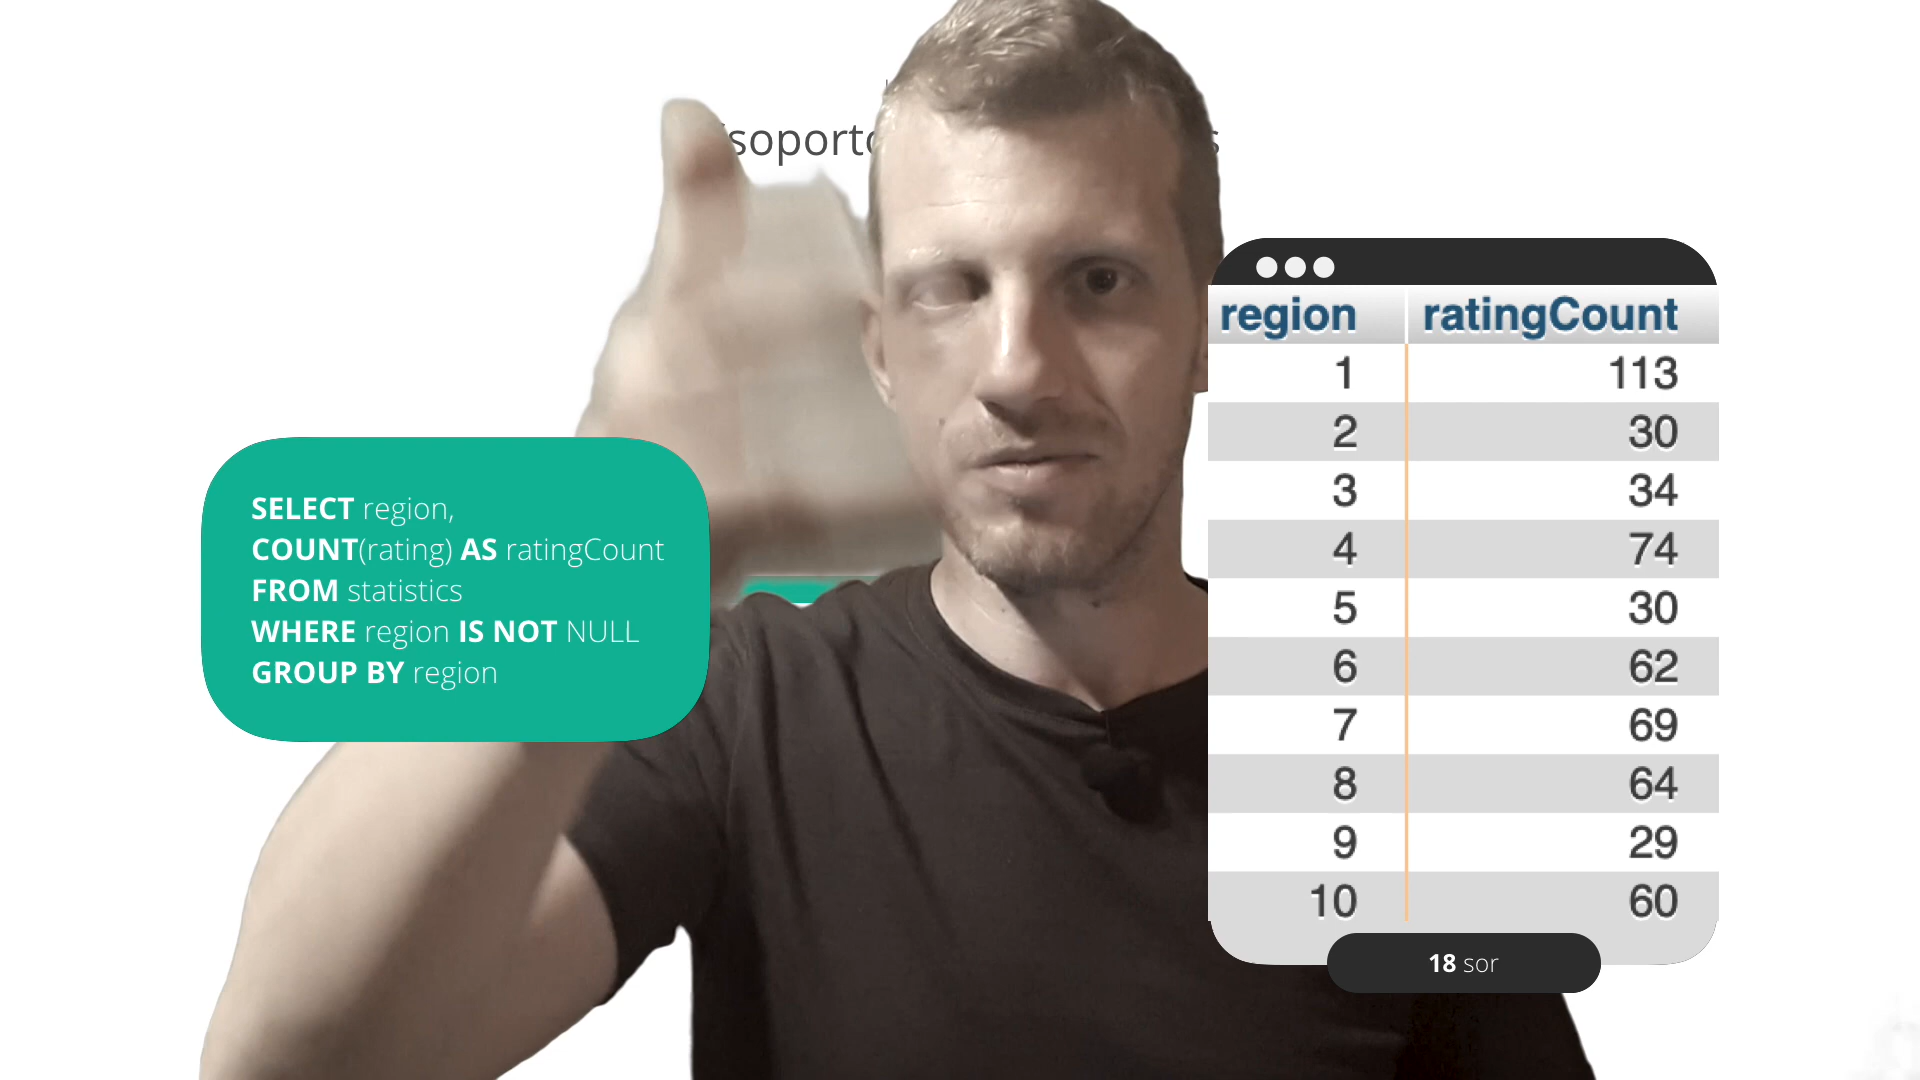 SELECT region,
COUNT(rating) AS ratingCount
FROM statistics
WHERE region IS NOT NULL
GROUP BY region
region ratingCount
1 113
2 30
3 34
4 74
5 30
6 62
7 69
8 64
9 29
10 60
18 sor